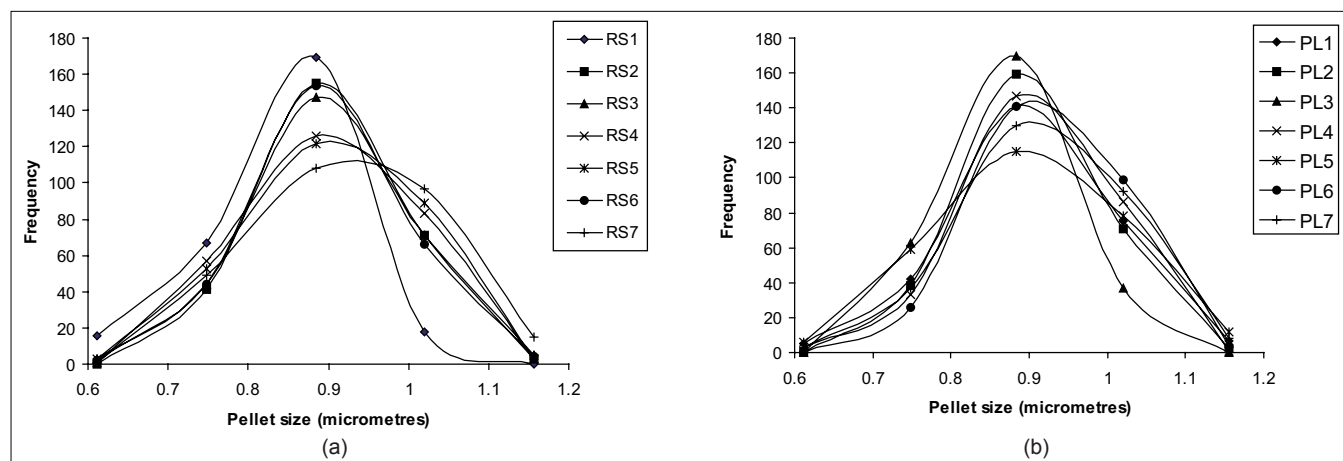 180
160
140
120
100
80
60
40
20
0
Frequency
0.6 0.7 0.8 0.9 1 1.1 1.2
Pellet size (micrometres)
(a)
RS1
RS2
RS3
RS4
RS5
RS6
RS7
180
160
140
120
100
80
60
40
20
0
Frequency
0.6 0.7 0.8 0.9 1 1.1 1.2
Pellet size (micrometres)
(b)
PL1
PL2
PL3
PL4
PL5
PL6
PL7